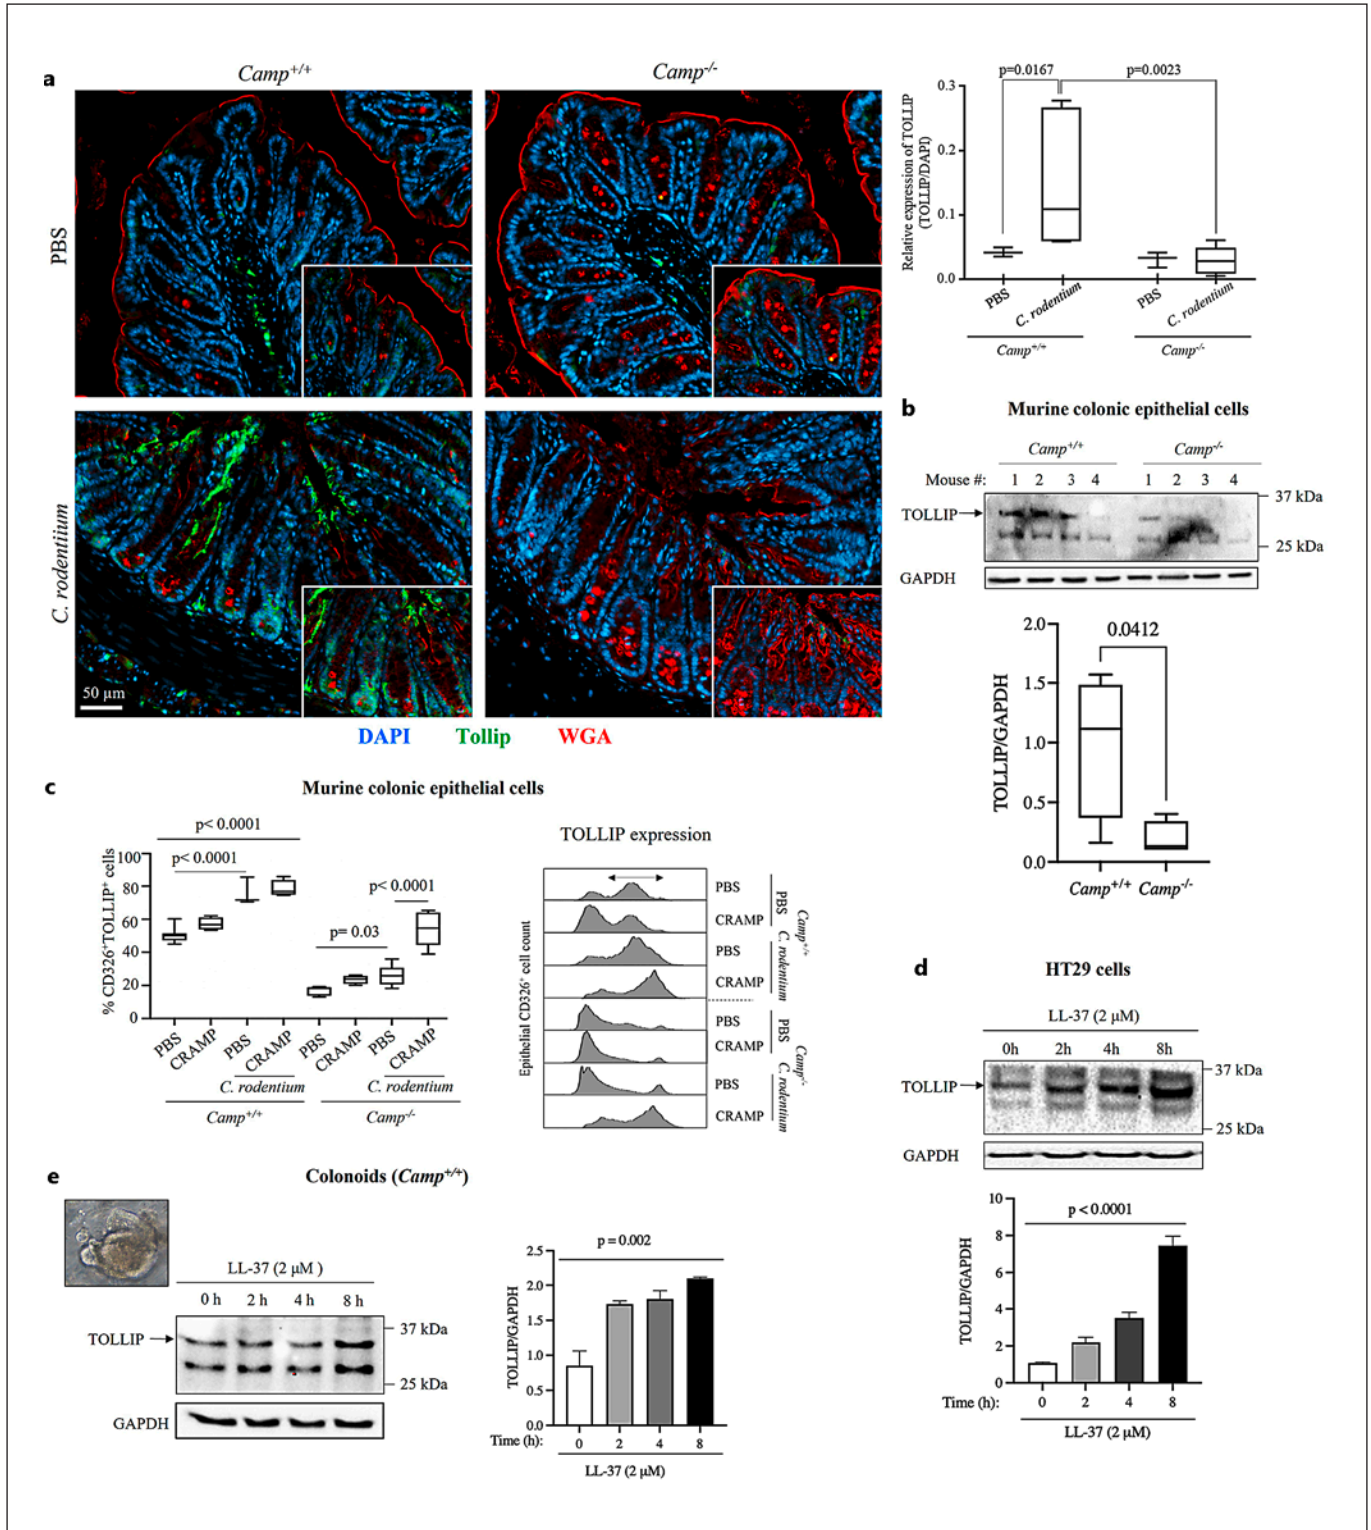 a
Camp+/+
Camp-/-
PBS
C. rodentiium
50 µm
DAPI Tollip WGA
p=0.0167
p=0.0023
Relative expression of TOLLIP
(TOLLIP/DAPI)
0.3
0.2
0.1
0.0
PBS
C. rodentium
PBS
C. rodentium
Camp+/+
Camp-/-
b
Murine colonic epithelial cells
Camp+/+
Camp-/-
Mouse #: 1 2 3 4 1 2 3 4
37 kDa
TOLLIP
25 kDa
GAPDH
0.0412
TOLLIP/GAPDH
2.0
1.5
1.0
0.5
0.0
Camp+/+ Camp-/-
c
Murine colonic epithelial cells
p< 0.0001
p< 0.0001
p= 0.03
p< 0.0001
% CD326+TOLLIP+ cells
100
80
60
40
20
0
PBS
CRAMP
PBS
CRAMP
PBS
CRAMP
PBS
CRAMP
C. rodentium
C. rodentium
Camp+/+
Camp-/-
TOLLIP expression
Epithelial CD326+ cell count
PBS
CRAMP
PBS
CRAMP
PBS
CRAMP
PBS
CRAMP
PBS
C. rodentium
PBS
C. rodentium
Camp+/+
Camp-/-
d
HT29 cells
LL-37 (2 µM)
0h 2h 4h 8h
37 kDa
TOLLIP
25 kDa
GAPDH
p < 0.0001
TOLLIP/GAPDH
10
8
6
4
2
0
Time (h): 0 2 4 8
LL-37 (2 µM)
e
Colonoids (Camp+/+)
LL-37 (2 µM )
0 h 2 h 4 h 8 h
37 kDa
TOLLIP
25 kDa
GAPDH
p = 0.002
TOLLIP/GAPDH
2.5
2.0
1.5
1.0
0.5
0.0
Time (h): 0 2 4 8
LL-37 (2 µM)